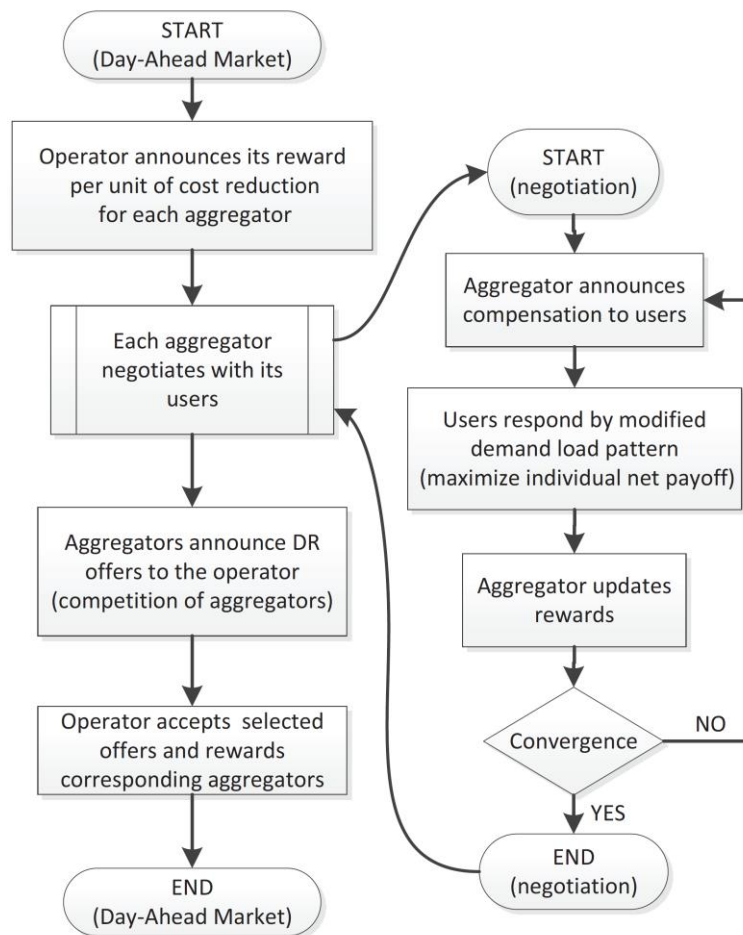 START
(Day-Ahead Market)
Operator announces its reward
per unit of cost reduction
for each aggregator
Each aggregator
negotiates with its
users
Aggregators announce DR
offers to the operator
(competition of aggregators)
Operator accepts selected
offers and rewards
corresponding aggregators
END
(Day-Ahead Market)
START
(negotiation)
Aggregator announces
compensation to users
Users respond by modified
demand load pattern
(maximize individual net payoff)
Aggregator updates
rewards
Convergence
NO
YES
END
(negotiation)